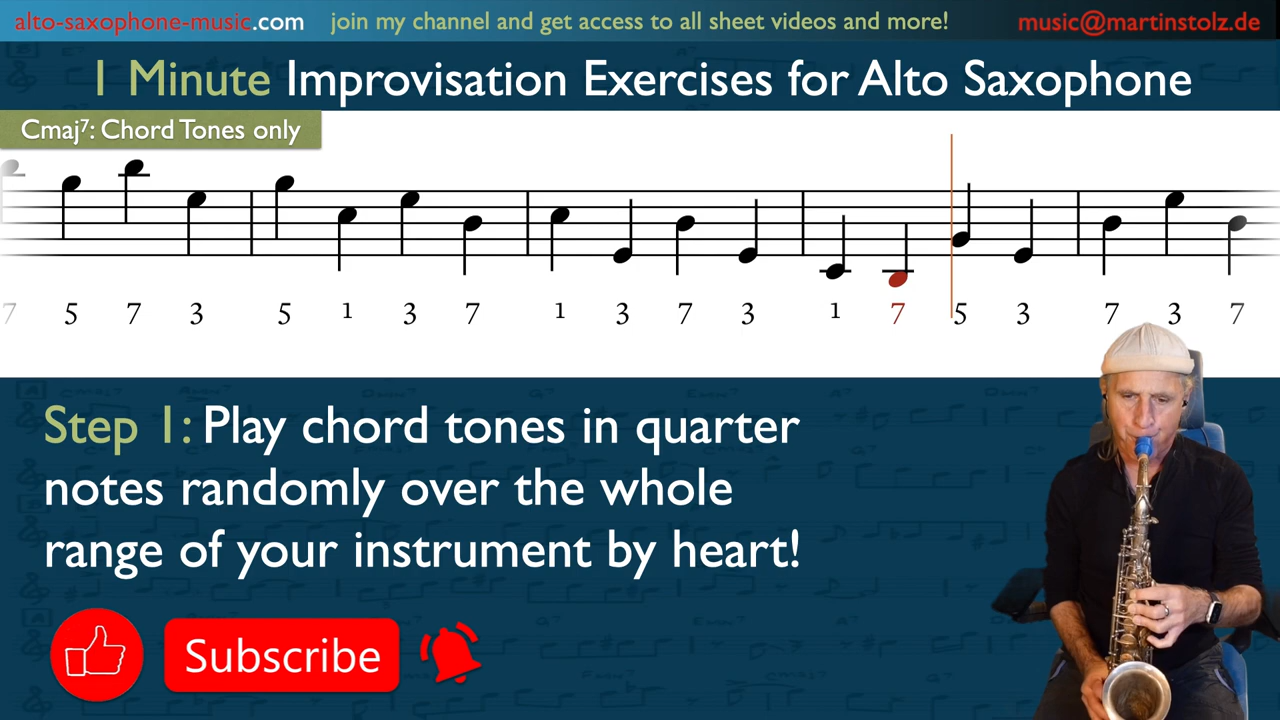 alto-saxophone-music.com join my channel and get access to all sheet videos and more! music@martinstolz.de
1 Minute Improvisation Exercises for Alto Saxophone
Cmaj⁷: Chord Tones only
7 5 7 3 5 1 3 7 1 3 7 3 1 7 5 3 7 3 7
Step 1: Play chord tones in quarter
notes randomly over the whole
range of your instrument by heart!
Subscribe